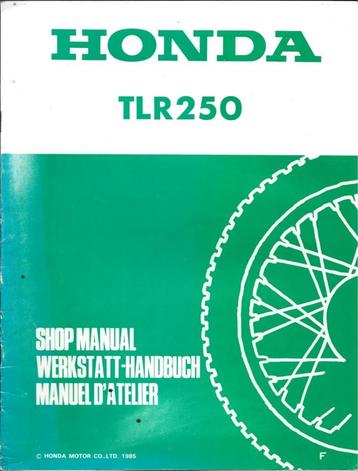 HONDA
TLR250
SHOP MANUAL
WERKSTATT-HANDBUCH
MANUEL D'ATELIER
© HONDA MOTOR CO.,LTD. 1985
F